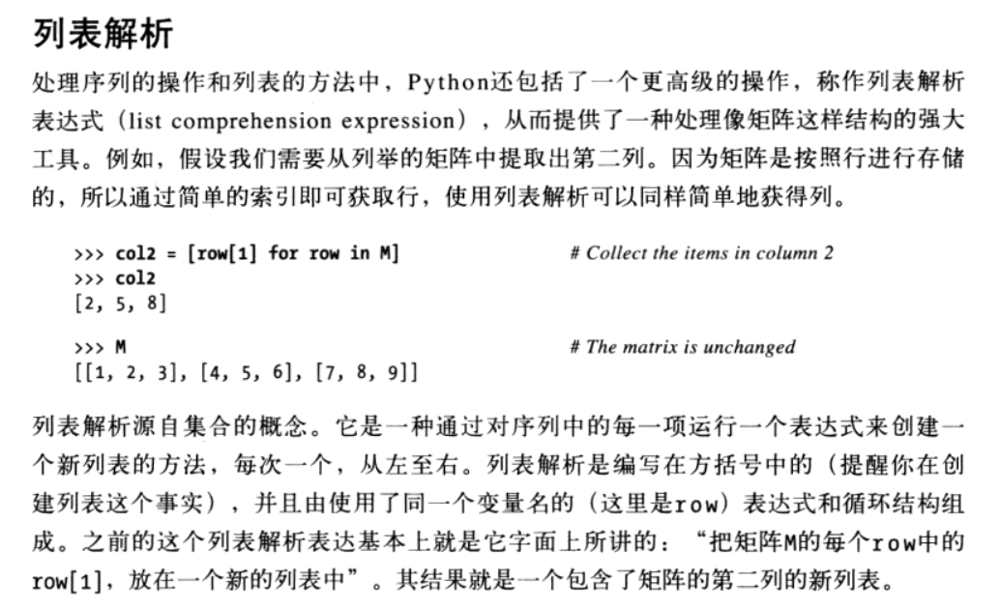 列表解析
处理序列的操作和列表的方法中，Python还包括了一个更高级的操作，称作列表解析
表达式（list comprehension expression），从而提供了一种处理像矩阵这样结构的强大
工具。例如，假设我们需要从列举的矩阵中提取出第二列。因为矩阵是按照行进行存储
的，所以通过简单的索引即可获取行，使用列表解析可以同样简单地获得列。
>>> col2 = [row[1] for row in M] # Collect the items in column 2
>>> col2
[2, 5, 8]
>>> M # The matrix is unchanged
[[1, 2, 3], [4, 5, 6], [7, 8, 9]]
列表解析源自集合的概念。它是一种通过对序列中的每一项运行一个表达式来创建一
个新列表的方法，每次一个，从左至右。列表解析是编写在方括号中的（提醒你在创
建列表这个事实），并且由使用了同一个变量名的（这里是row）表达式和循环结构组
成。之前的这个列表解析表达基本上就是它字面上所讲的：“把矩阵M的每个row中的
row[1]，放在一个新的列表中”。其结果就是一个包含了矩阵的第二列的新列表。